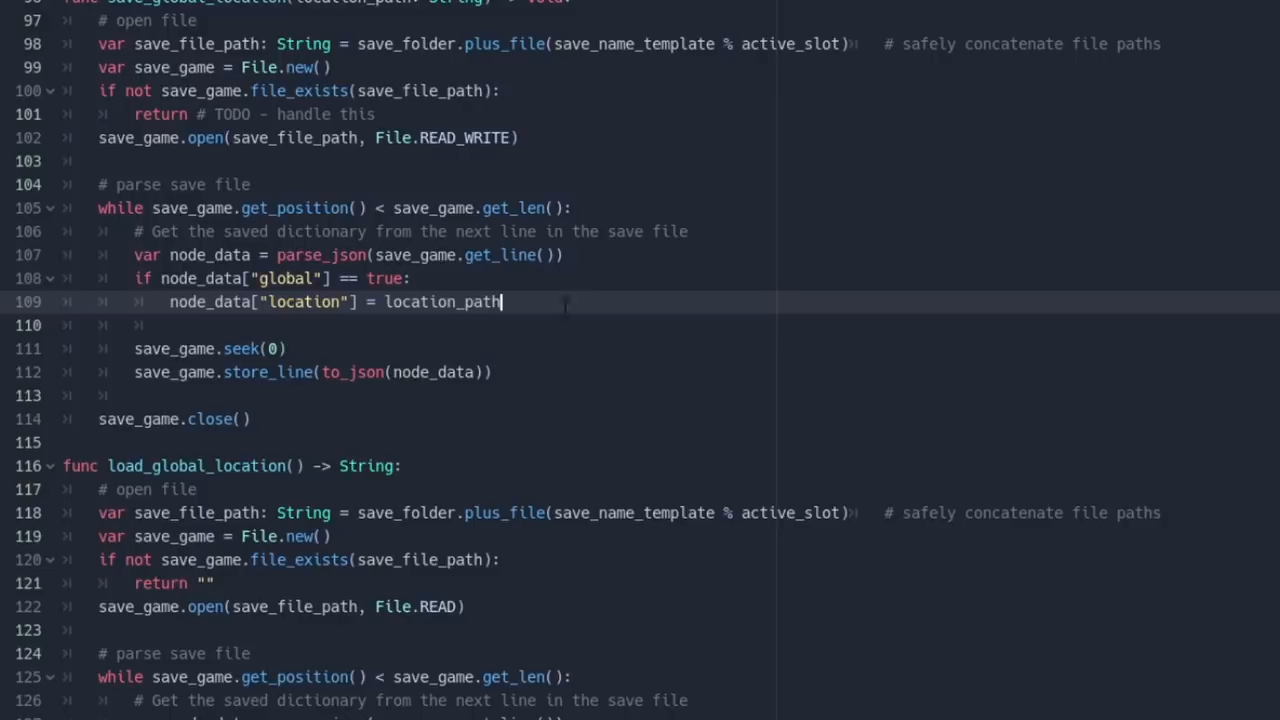 96 func save_global_location(location_path: String) -> void:
97 # open file
98 var save_file_path: String = save_folder.plus_file(save_name_template % active_slot) # safely concatenate file paths
99 var save_game = File.new()
100 if not save_game.file_exists(save_file_path):
101 return # TODO - handle this
102 save_game.open(save_file_path, File.READ_WRITE)
103
104 # parse save file
105 while save_game.get_position() < save_game.get_len():
106 # Get the saved dictionary from the next line in the save file
107 var node_data = parse_json(save_game.get_line())
108 if node_data["global"] == true:
109 node_data["location"] = location_path
110
111 save_game.seek(0)
112 save_game.store_line(to_json(node_data))
113
114 save_game.close()
115
116 func load_global_location() -> String:
117 # open file
118 var save_file_path: String = save_folder.plus_file(save_name_template % active_slot) # safely concatenate file paths
119 var save_game = File.new()
120 if not save_game.file_exists(save_file_path):
121 return ""
122 save_game.open(save_file_path, File.READ)
123
124 # parse save file
125 while save_game.get_position() < save_game.get_len():
126 # Get the saved dictionary from the next line in the save file